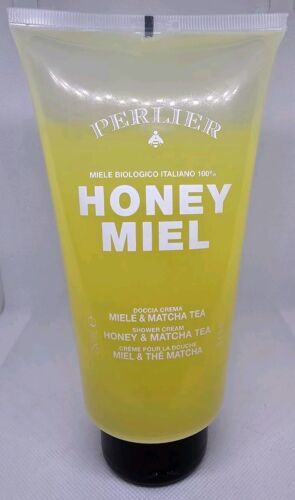 PERLIER
MIELE BIOLOGICO ITALIANO 100%
HONEY
MIEL
DOCCIA CREMA
MIELE & MATCHA TEA
SHOWER CREAM
HONEY & MATCHA TEA
CRÈME POUR LA DOUCHE
MIEL & THÉ MATCHA